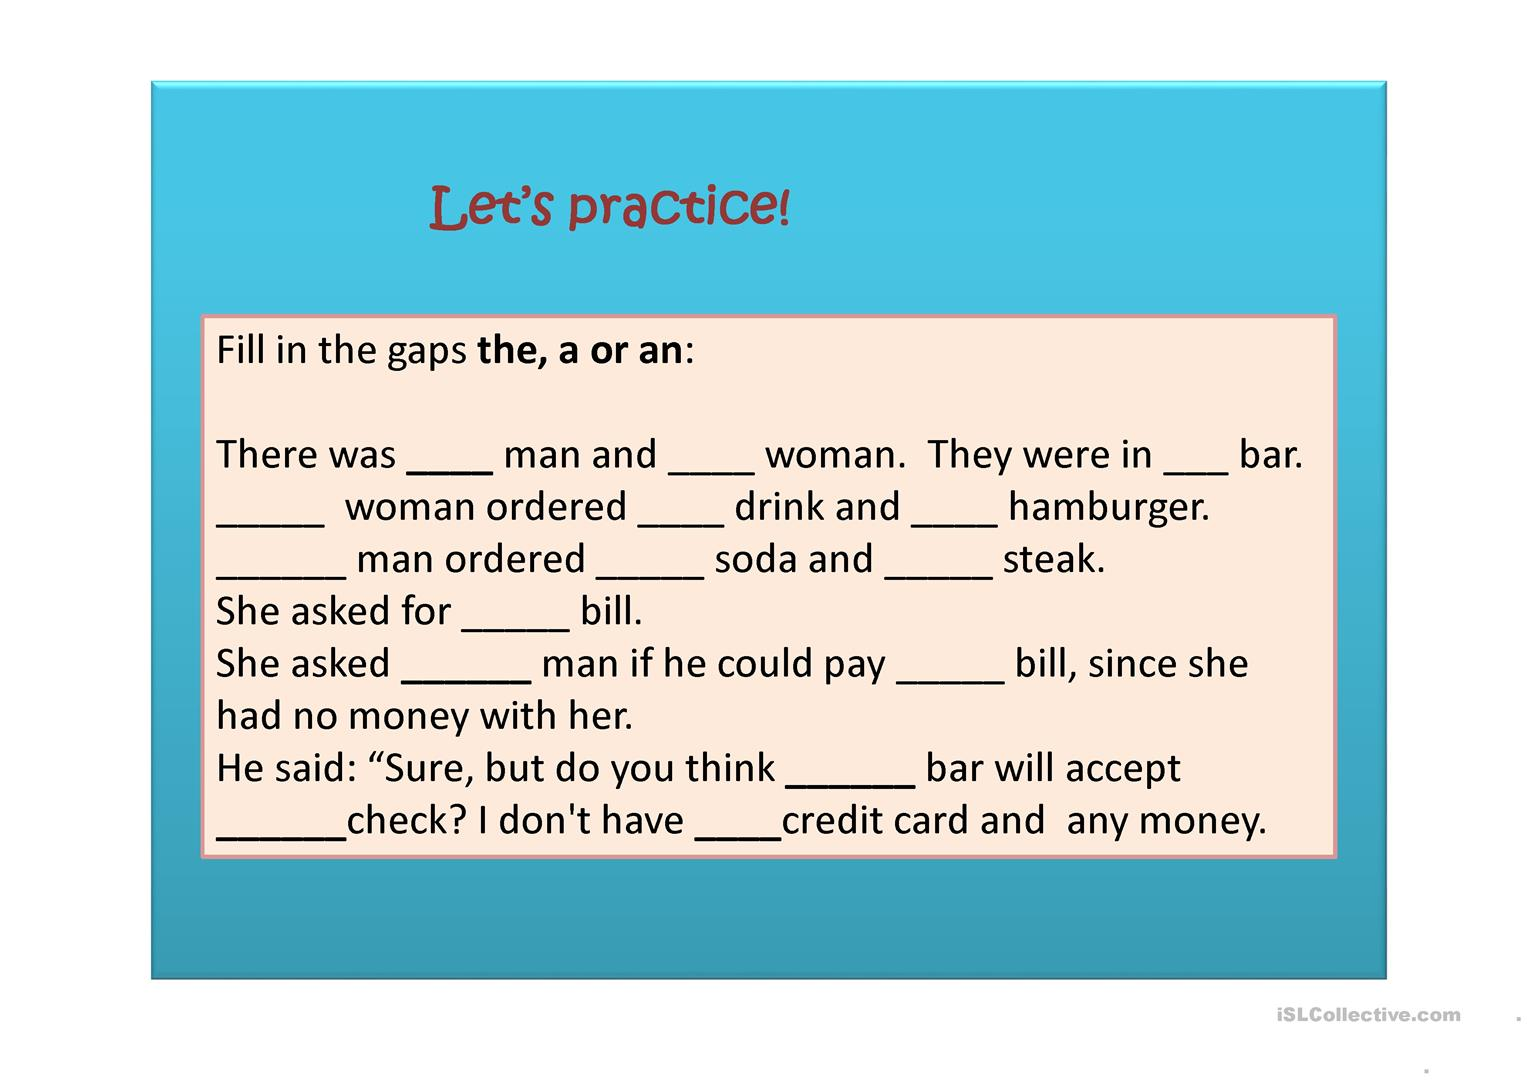 Let's practice!
Fill in the gaps the, a or an:
There was ____ man and ____ woman.  They were in ___ bar.
_____  woman ordered ____ drink and ____ hamburger.
______ man ordered _____ soda and _____ steak.
She asked for _____ bill.
She asked ______ man if he could pay _____ bill, since she
had no money with her.
He said: “Sure, but do you think ______ bar will accept
______check? I don't have ____credit card and  any money.
iSLCollective.com